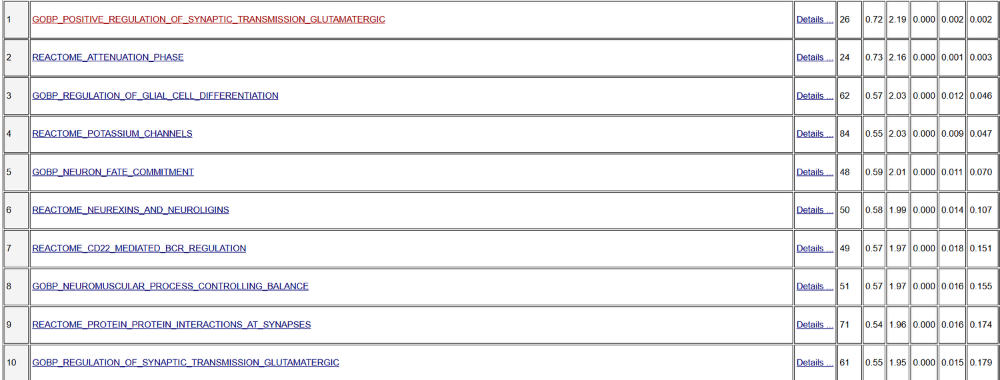 1 GOBP_POSITIVE_REGULATION_OF_SYNAPTIC_TRANSMISSION_GLUTAMATERGIC Details ... 26 0.72 2.19 0.000 0.002 0.002
2 REACTOME_ATTENUATION_PHASE Details ... 24 0.73 2.16 0.000 0.001 0.003
3 GOBP_REGULATION_OF_GLIAL_CELL_DIFFERENTIATION Details ... 62 0.57 2.03 0.000 0.012 0.046
4 REACTOME_POTASSIUM_CHANNELS Details ... 84 0.55 2.03 0.000 0.009 0.047
5 GOBP_NEURON_FATE_COMMITMENT Details ... 48 0.59 2.01 0.000 0.011 0.070
6 REACTOME_NEUREXINS_AND_NEUROLIGINS Details ... 50 0.58 1.99 0.000 0.014 0.107
7 REACTOME_CD22_MEDIATED_BCR_REGULATION Details ... 49 0.57 1.97 0.000 0.018 0.151
8 GOBP_NEUROMUSCULAR_PROCESS_CONTROLLING_BALANCE Details ... 51 0.57 1.97 0.000 0.016 0.155
9 REACTOME_PROTEIN_PROTEIN_INTERACTIONS_AT_SYNAPSES Details ... 71 0.54 1.96 0.000 0.016 0.174
10 GOBP_REGULATION_OF_SYNAPTIC_TRANSMISSION_GLUTAMATERGIC Details ... 61 0.55 1.95 0.000 0.015 0.179